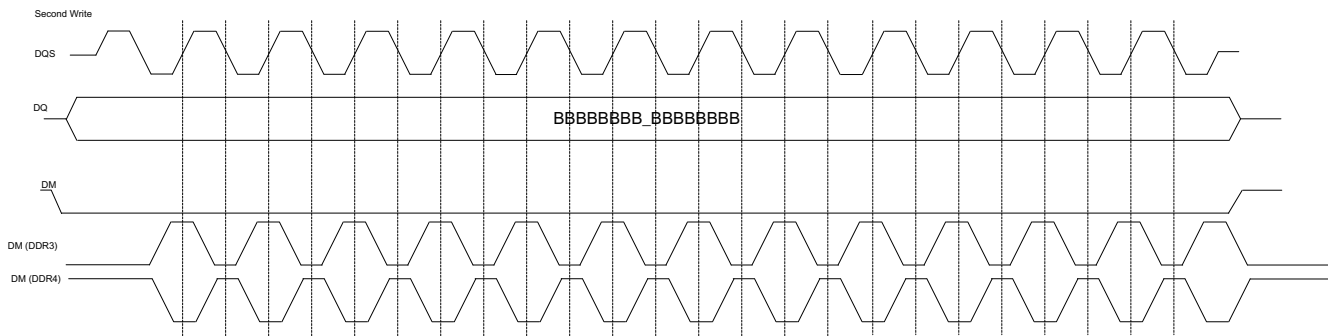 Second Write
DQS
DQ
BBBBBBBB_BBBBBBBB
DM
DM (DDR3)
DM (DDR4)